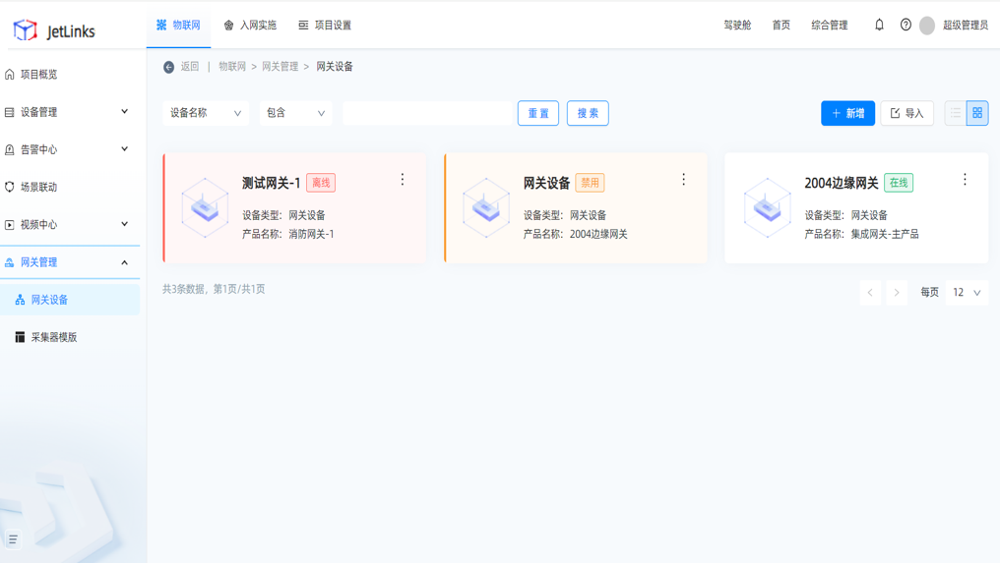 JetLinks
物联网
入网实施
项目设置
驾驶舱
首页
综合管理
超级管理员
项目概览
设备管理
告警中心
场景联动
视频中心
网关管理
网关设备
采集器模版
返回 | 物联网 > 网关管理 > 网关设备
设备名称
包含
重 置
搜 索
新增
导入
测试网关-1 离线
设备类型: 网关设备
产品名称: 消防网关-1
网关设备 禁用
设备类型: 网关设备
产品名称: 2004边缘网关
2004边缘网关 在线
设备类型: 网关设备
产品名称: 集成网关-主产品
共3条数据，第1页/共1页
每页 12